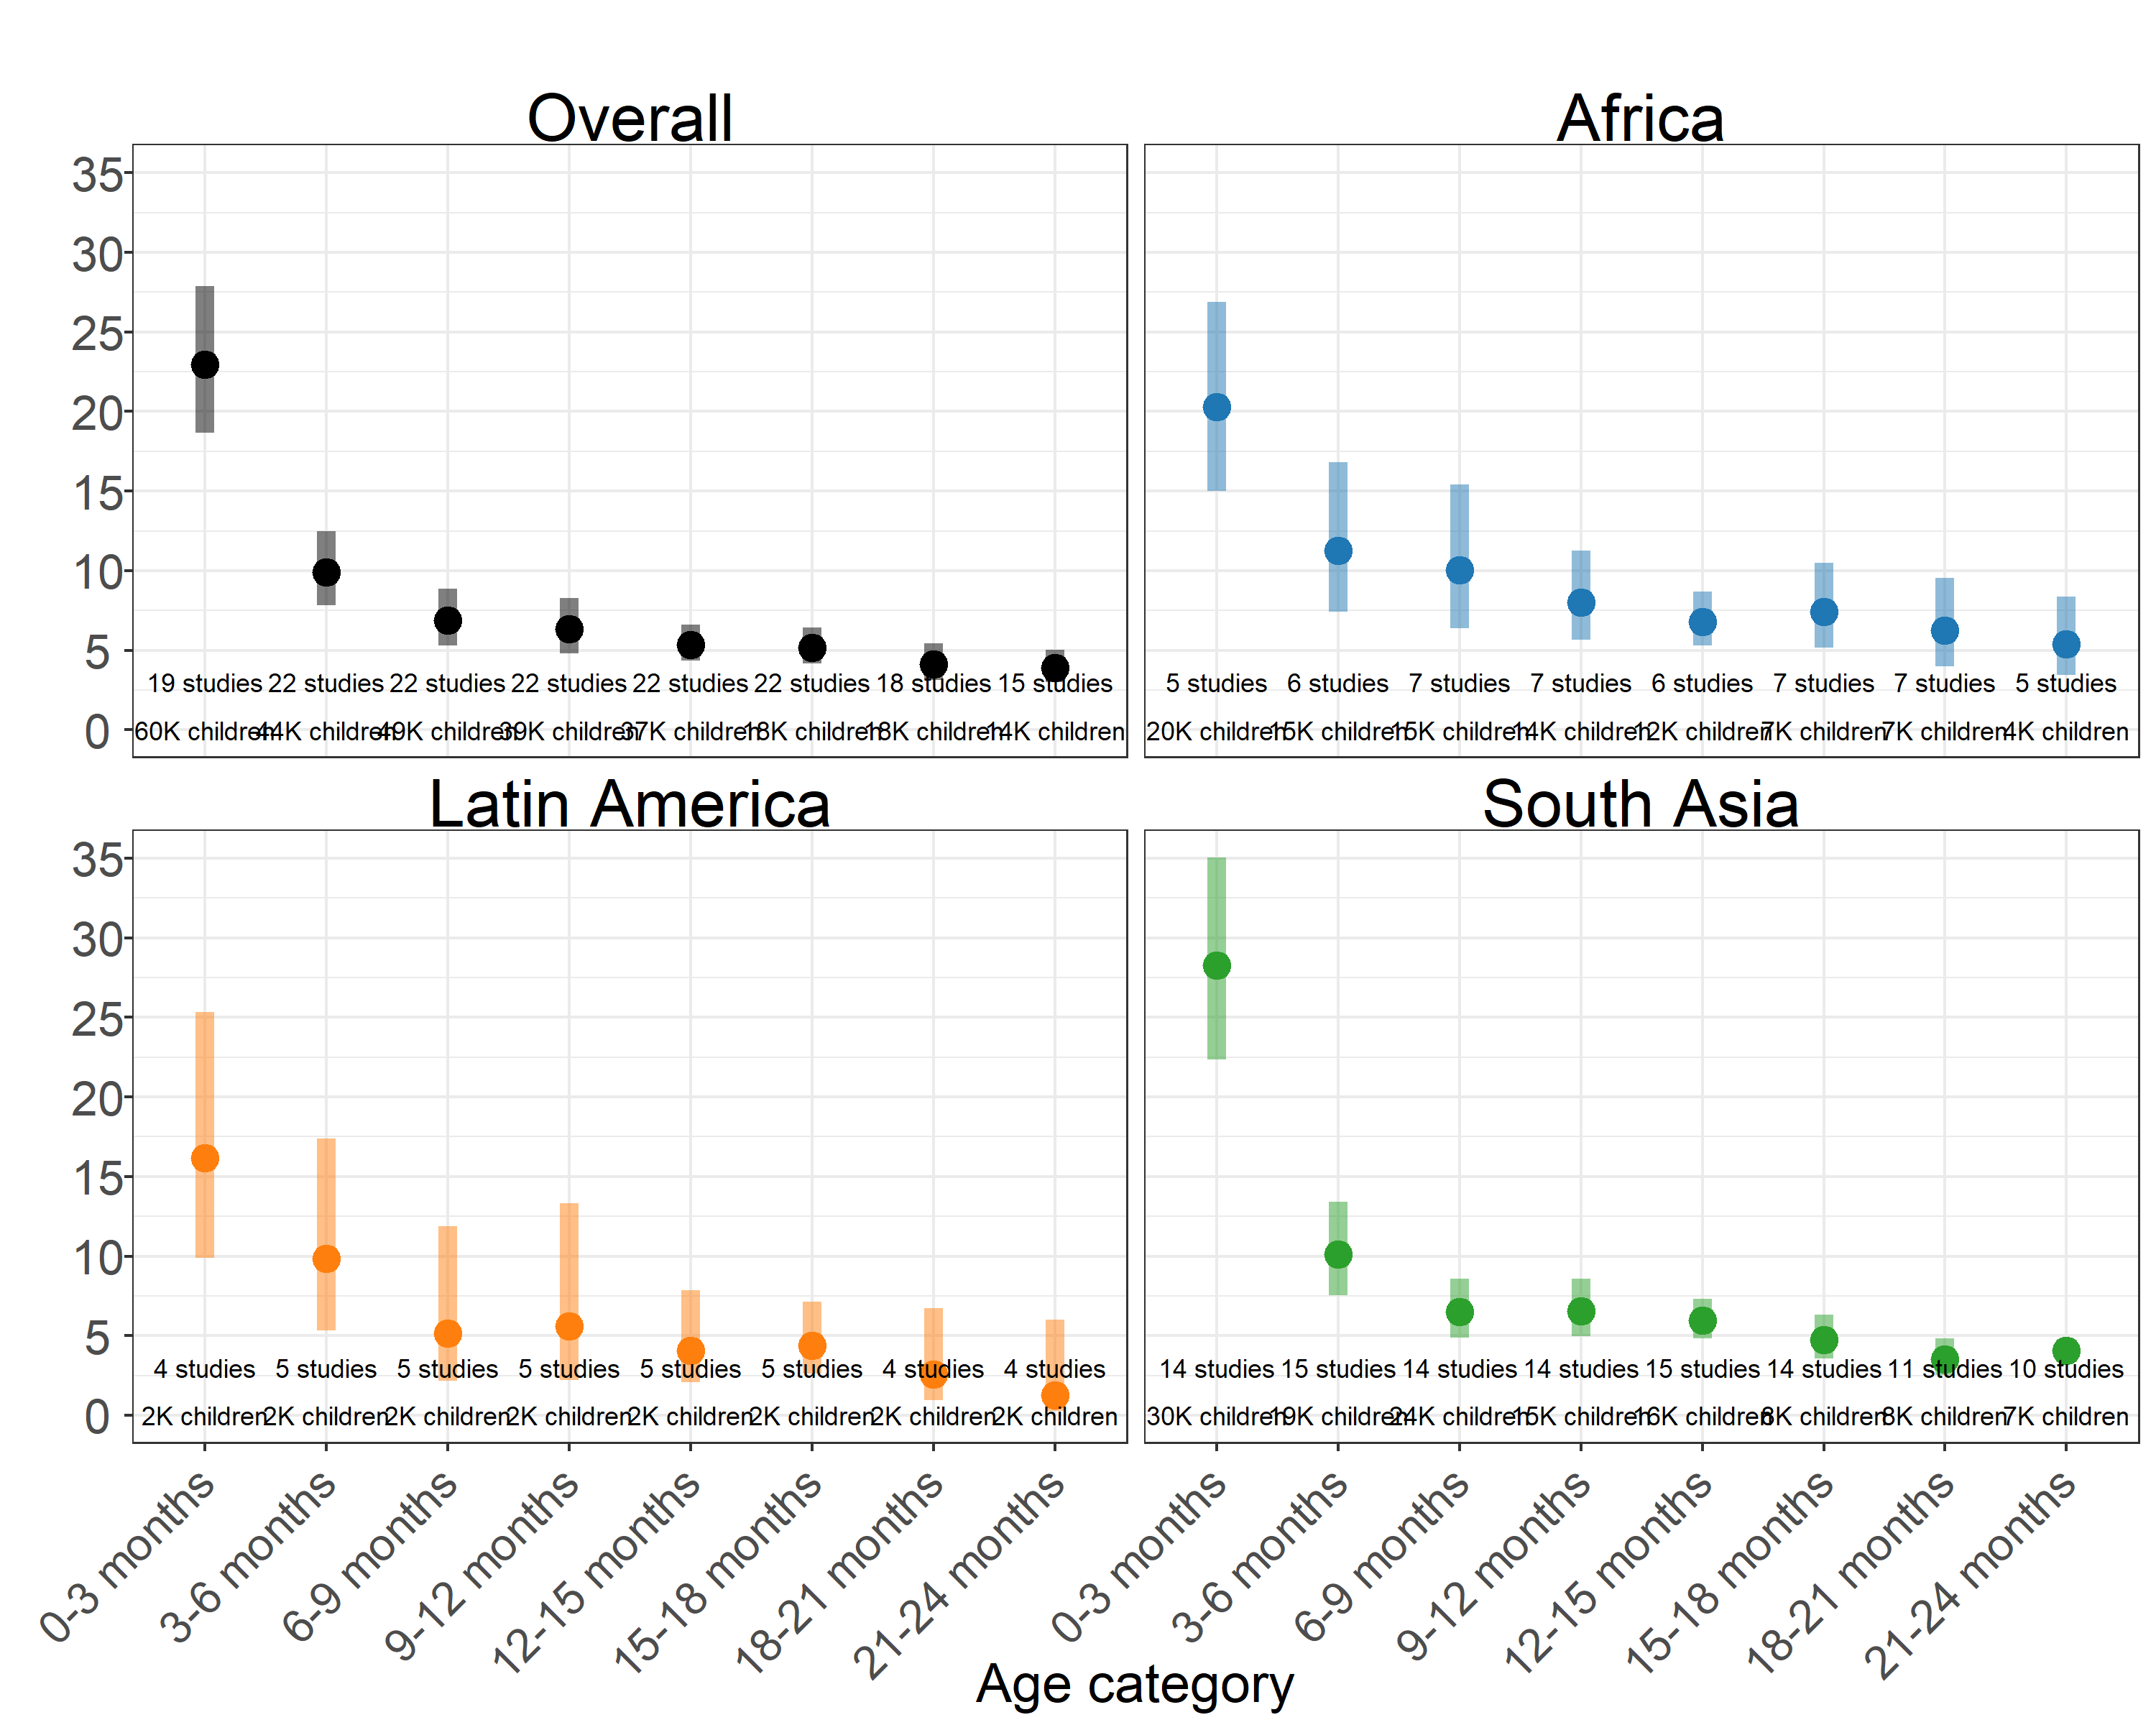 Overall
35
30
25
20
15
10
5
0
19 studies 22 studies 22 studies 22 studies 22 studies 22 studies 18 studies 15 studies
60K children 44K children 49K children 39K children 37K children 18K children 18K children 14K children
Africa
5 studies 6 studies 7 studies 7 studies 6 studies 7 studies 7 studies 5 studies
20K children 15K children 15K children 14K children 12K children 7K children 7K children 4K children
Latin America
35
30
25
20
15
10
5
0
4 studies 5 studies 5 studies 5 studies 5 studies 5 studies 4 studies 4 studies
2K children 2K children 2K children 2K children 2K children 2K children 2K children 2K children
South Asia
14 studies 15 studies 14 studies 14 studies 15 studies 14 studies 11 studies 10 studies
30K children 19K children 24K children 15K children 16K children 8K children 8K children 7K children
0-3 months
3-6 months
6-9 months
9-12 months
12-15 months
15-18 months
18-21 months
21-24 months
0-3 months
3-6 months
6-9 months
9-12 months
12-15 months
15-18 months
18-21 months
21-24 months
Age category